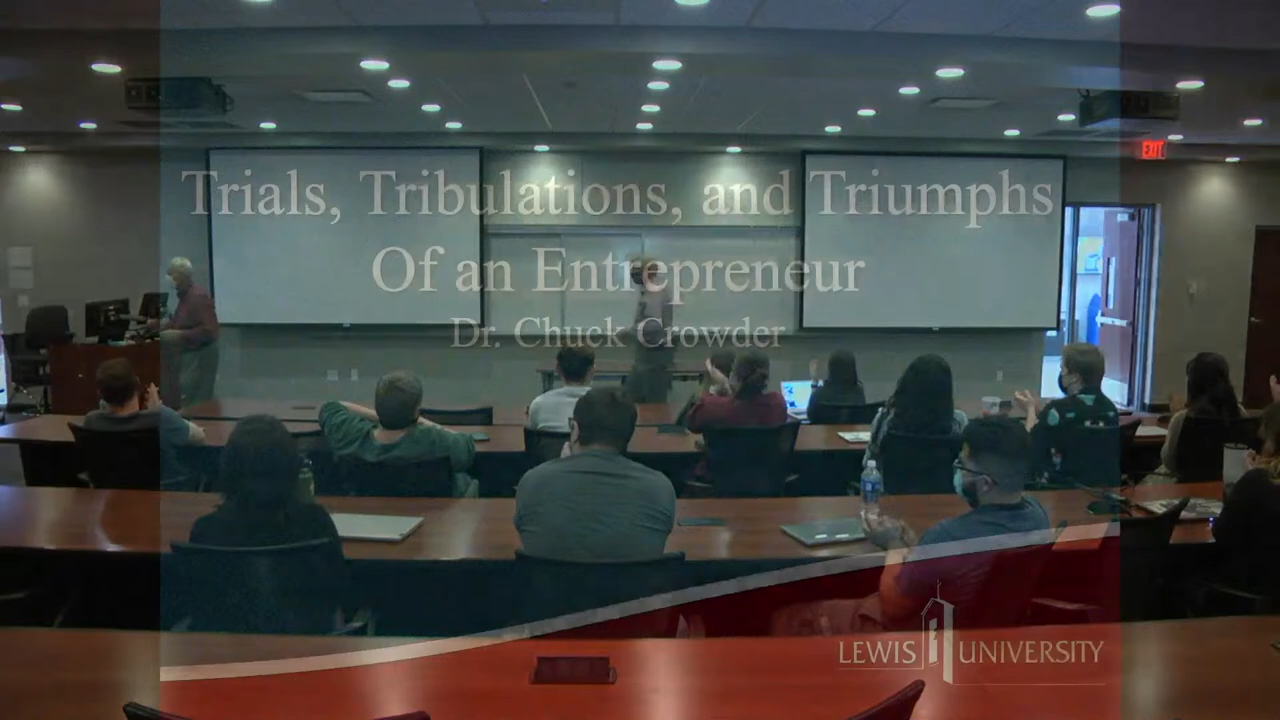 EXIT
Trials, Tribulations, and Triumphs
Of an Entrepreneur
Dr. Chuck Crowder
LEWIS UNIVERSITY